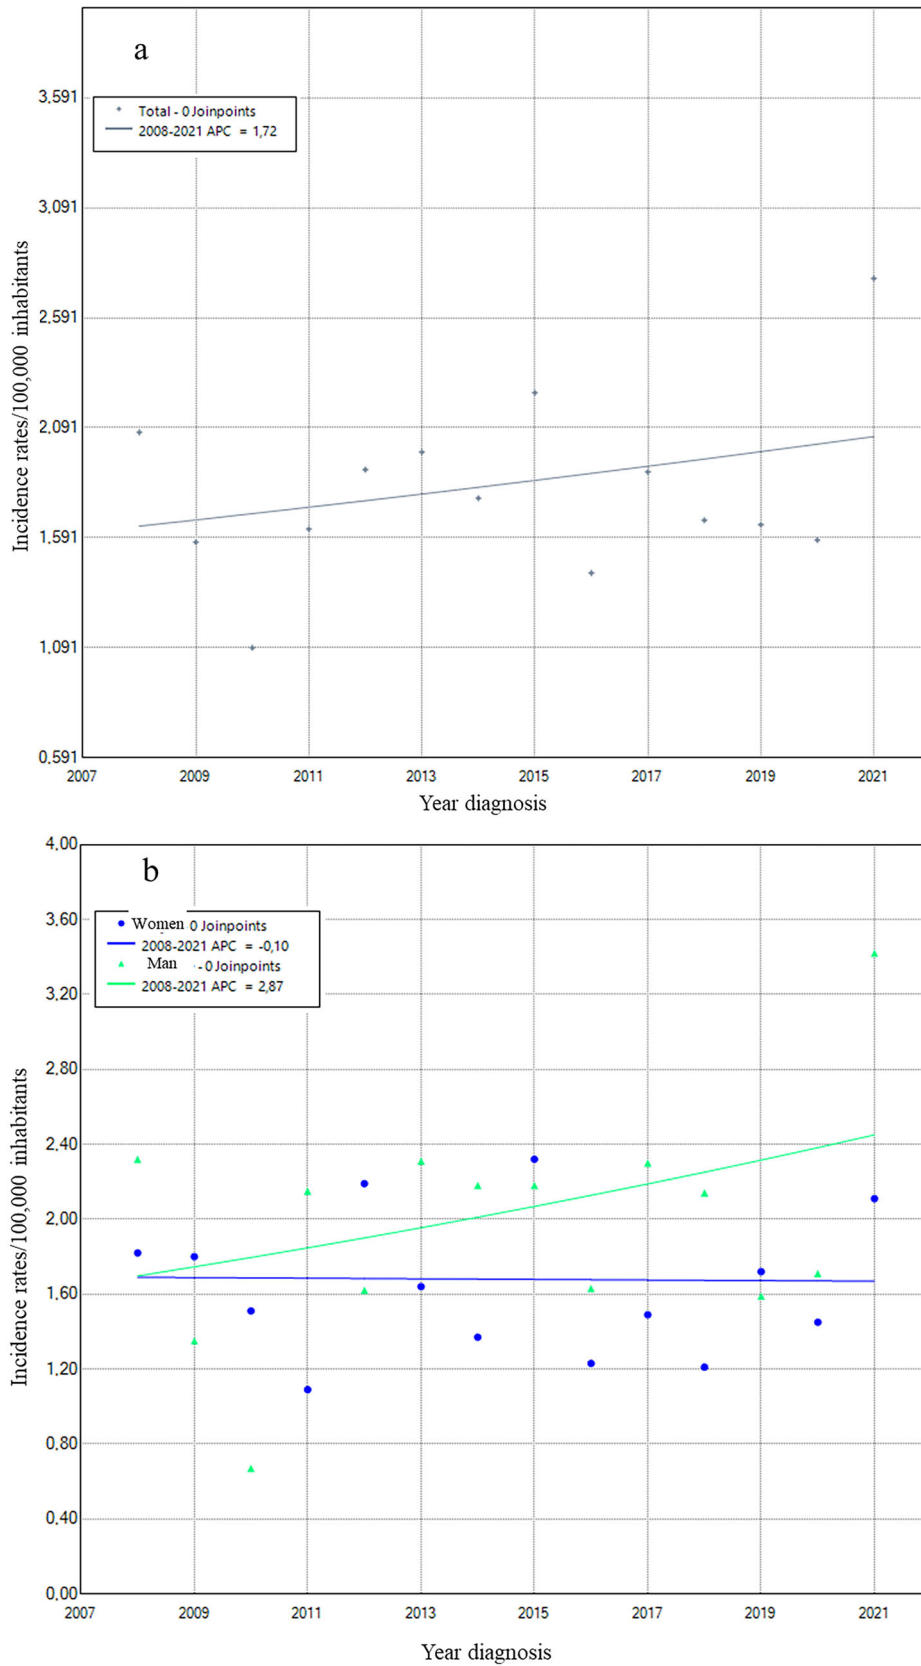 a
3,591
Total - 0 Joinpoints
2008-2021 APC = 1,72
3,091
2,591
2,091
1,591
1,091
0,591
Incidence rates/100,000 inhabitants
2007 2009 2011 2013 2015 2017 2019 2021
Year diagnosis
4,00
b
3,60
Women 0 Joinpoints
2008-2021 APC = -0,10
Man - 0 Joinpoints
2008-2021 APC = 2,87
3,20
2,80
2,40
2,00
1,60
1,20
0,80
0,40
0,00
Incidence rates/100,000 inhabitants
2007 2009 2011 2013 2015 2017 2019 2021
Year diagnosis